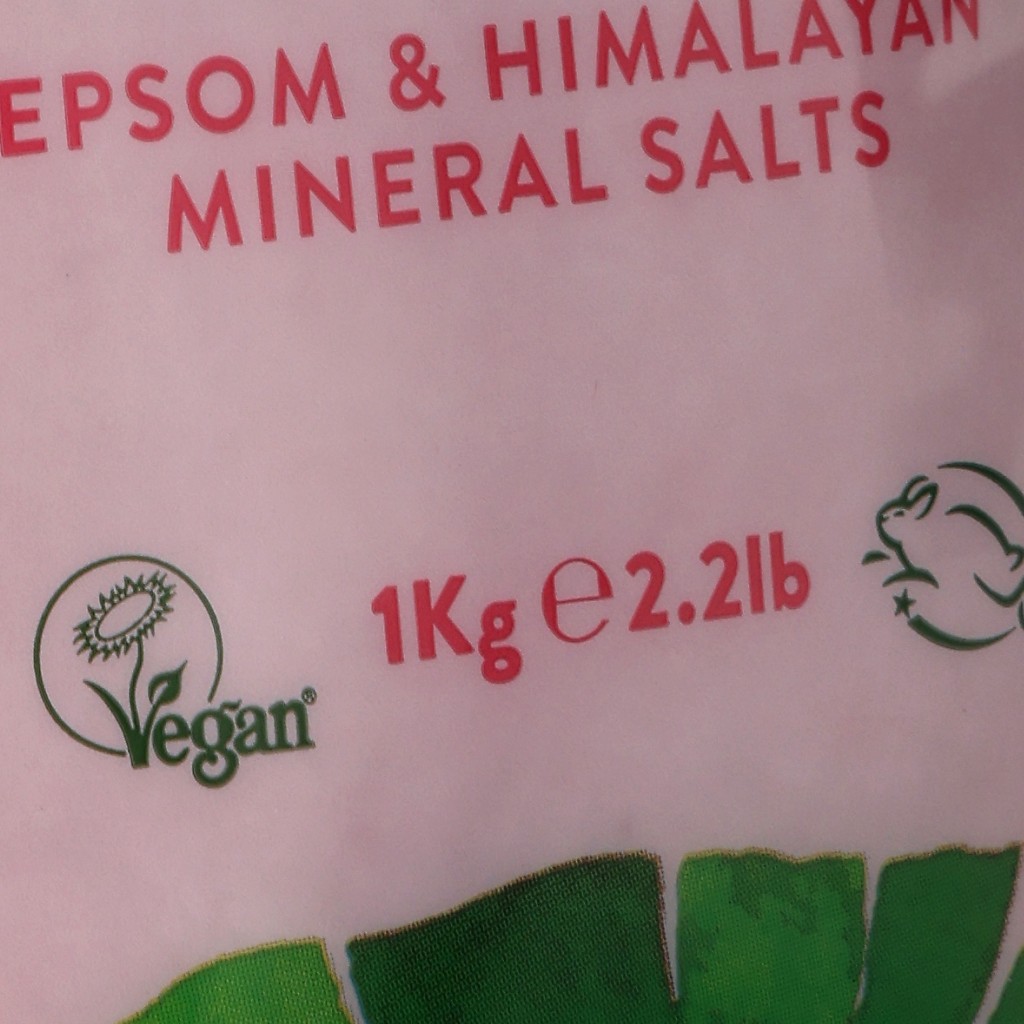 EPSOM & HIMALAYAN
MINERAL SALTS
1Kg ℮ 2.2lb
Vegan®